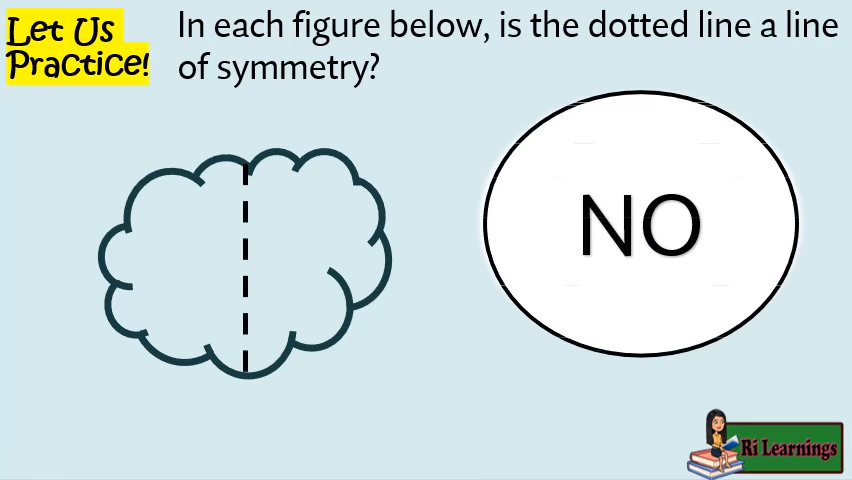 Let Us
Practice!
In each figure below, is the dotted line a line
of symmetry?
NO
Ri Learnings